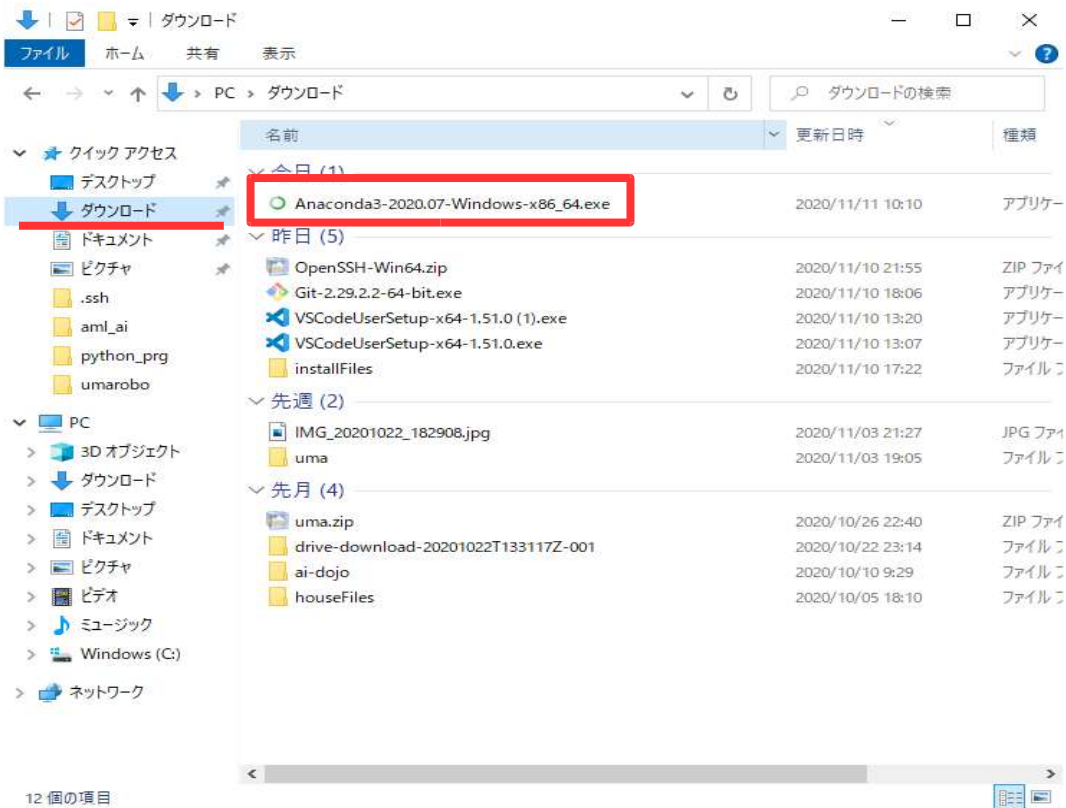 ダウンロード
ファイル ホーム 共有 表示
PC › ダウンロード ダウンロードの検索
名前 更新日時 種類
クイック アクセス
デスクトップ
ダウンロード
ドキュメント
ピクチャ
.ssh
aml_ai
python_prg
umarobo
PC
3D オブジェクト
ダウンロード
デスクトップ
ドキュメント
ピクチャ
ビデオ
ミュージック
Windows (C:)
ネットワーク
今日 (1)
Anaconda3-2020.07-Windows-x86_64.exe 2020/11/11 10:10 アプリケー
昨日 (5)
OpenSSH-Win64.zip 2020/11/10 21:55 ZIP ファイ
Git-2.29.2.2-64-bit.exe 2020/11/10 18:06 アプリケー
VSCodeUserSetup-x64-1.51.0 (1).exe 2020/11/10 13:20 アプリケー
VSCodeUserSetup-x64-1.51.0.exe 2020/11/10 13:07 アプリケー
installFiles 2020/11/10 17:22 ファイル フ
先週 (2)
IMG_20201022_182908.jpg 2020/11/03 21:27 JPG ファイ
uma 2020/11/03 19:05 ファイル フ
先月 (4)
uma.zip 2020/10/26 22:40 ZIP ファイ
drive-download-20201022T133117Z-001 2020/10/22 23:14 ファイル フ
ai-dojo 2020/10/10 9:29 ファイル フ
houseFiles 2020/10/05 18:10 ファイル フ
12 個の項目